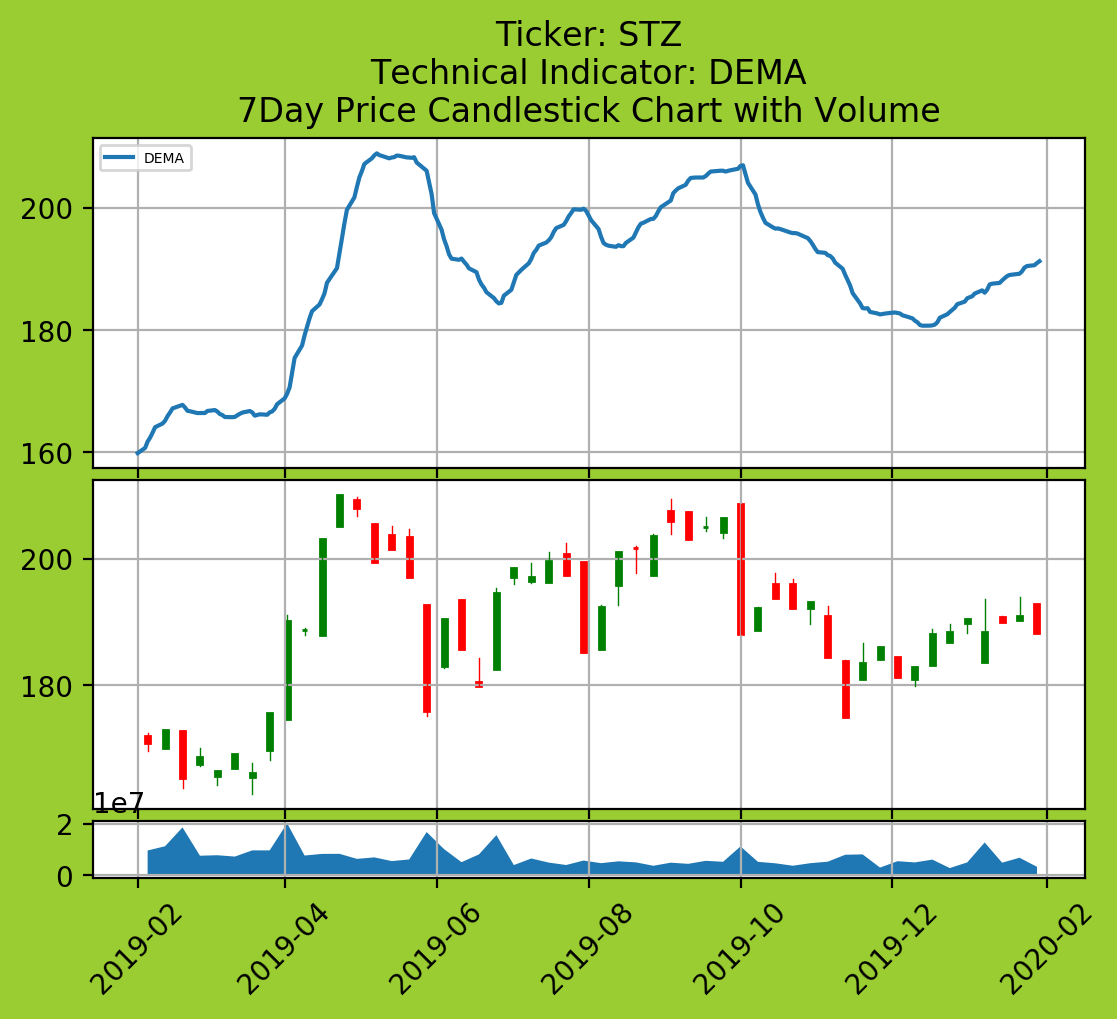 Ticker: STZ
Technical Indicator: DEMA
7Day Price Candlestick Chart with Volume
DEMA
200
180
160
200
180
1e7
2
0
2019-02
2019-04
2019-06
2019-08
2019-10
2019-12
2020-02